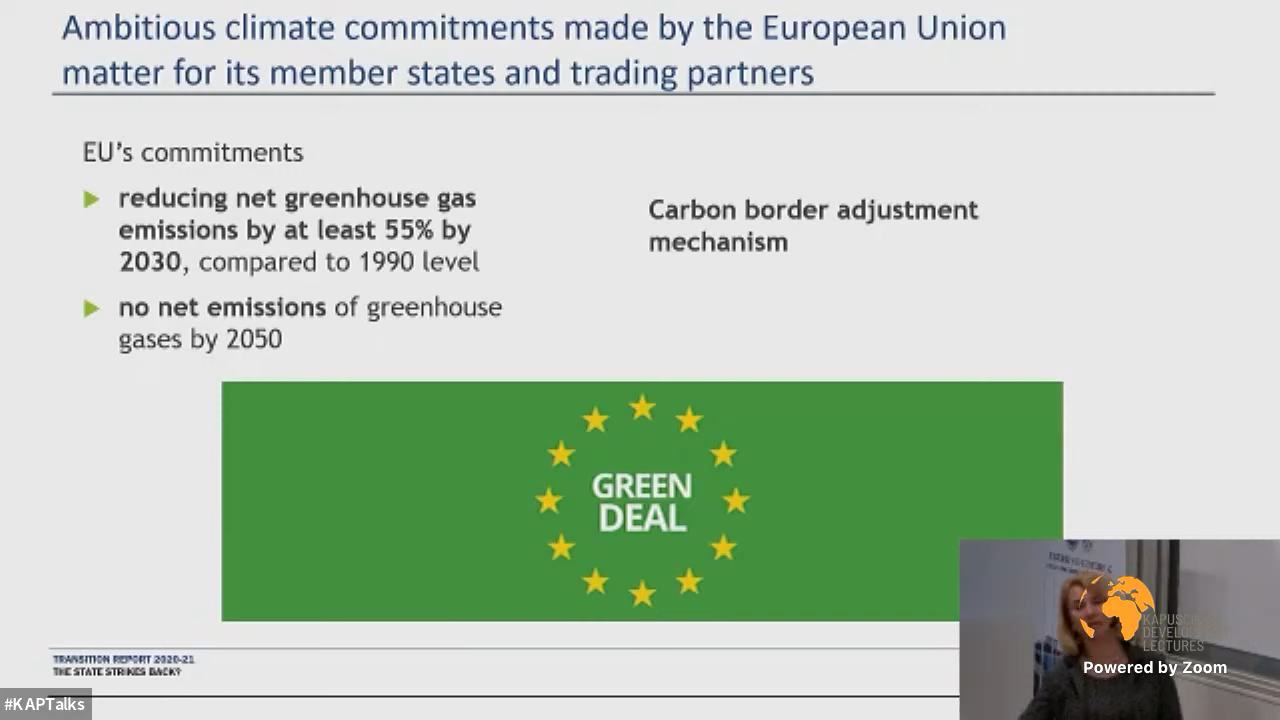 Ambitious climate commitments made by the European Union
matter for its member states and trading partners
EU's commitments
reducing net greenhouse gas
emissions by at least 55% by
2030, compared to 1990 level
no net emissions of greenhouse
gases by 2050
Carbon border adjustment
mechanism
GREEN
DEAL
TRANSITION REPORT 2020-21
THE STATE STRIKES BACK?
LECTURES
Powered by Zoom
#KAPTalks